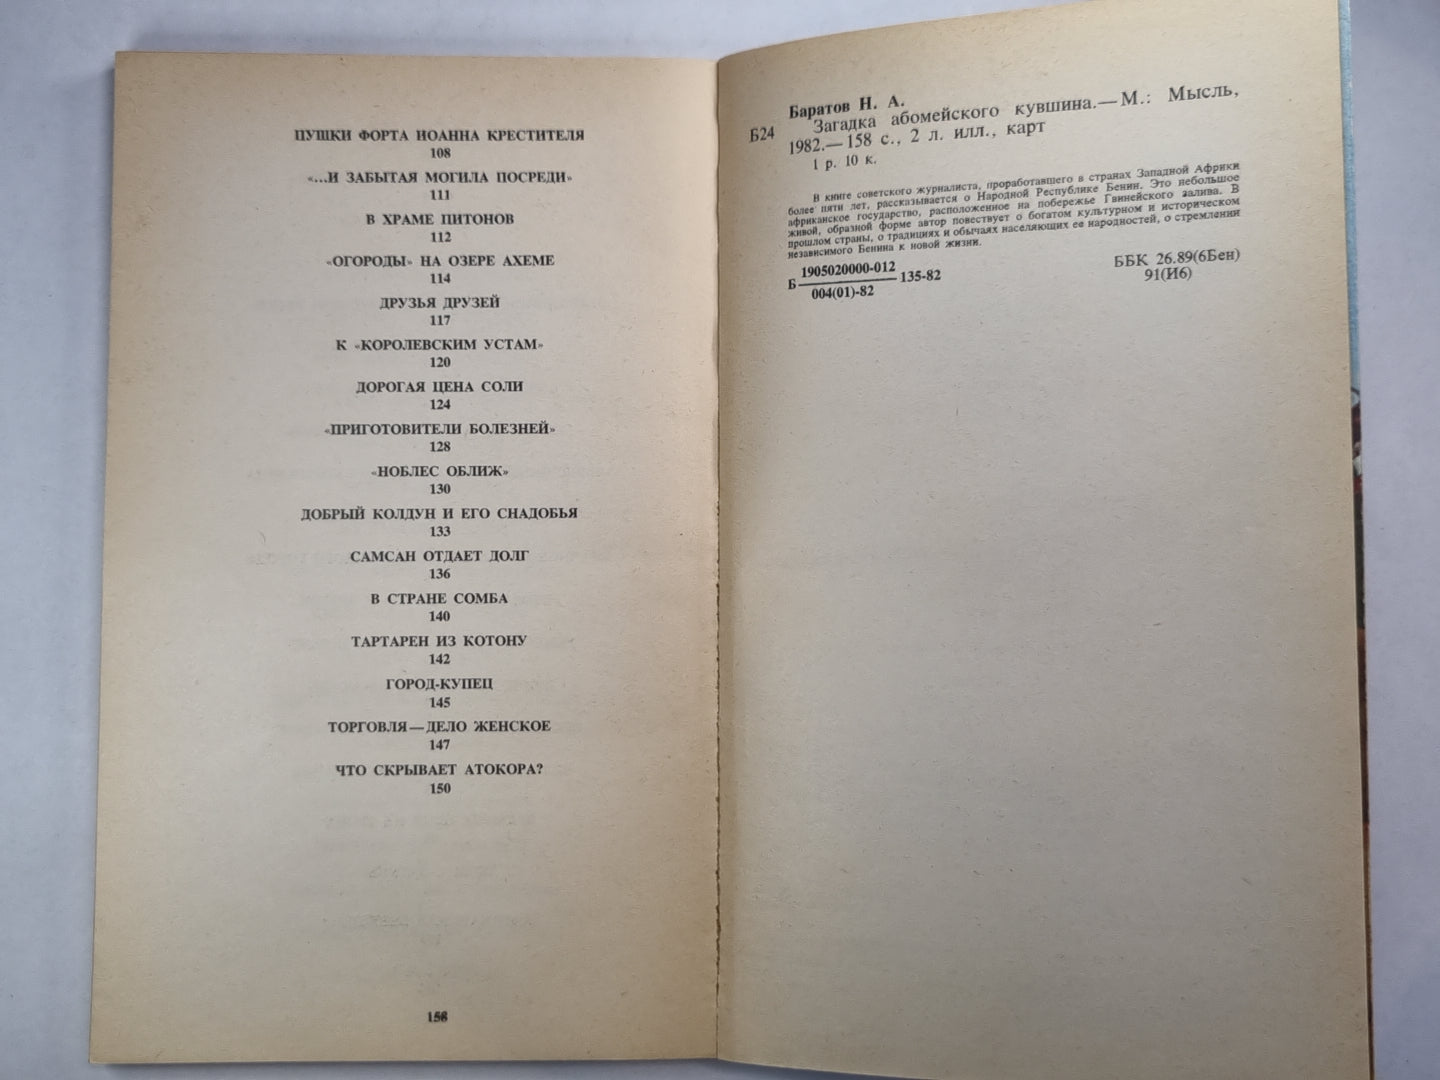 ПУШКИ ФОРТА ИОАННА КРЕСТИТЕЛЯ
108
«...И ЗАБЫТАЯ МОГИЛА ПОСРЕДИ»
111
В ХРАМЕ ПИТОНОВ
112
«ОГОРОДЫ» НА ОЗЕРЕ АХЕМЕ
114
ДРУЗЬЯ ДРУЗЕЙ
117
К «КОРОЛЕВСКИМ УСТАМ»
120
ДОРОГАЯ ЦЕНА СОЛИ
124
«ПРИГОТОВИТЕЛИ БОЛЕЗНЕЙ»
128
«НОБЛЕС ОБЛИЖ»
130
ДОБРЫЙ КОЛДУН И ЕГО СНАДОБЬЯ
133
САМСАН ОТДАЕТ ДОЛГ
136
В СТРАНЕ СОМБА
140
ТАРТАРЕН ИЗ КОТОНУ
142
ГОРОД-КУПЕЦ
145
ТОРГОВЛЯ—ДЕЛО ЖЕНСКОЕ
147
ЧТО СКРЫВАЕТ АТОКОРА?
150
158
Баратов Н. А.
Б24 Загадка абомейского кувшина.—М.: Мысль,
1982.—158 с., 2 л. илл., карт
1 р. 10 к.
В книге советского журналиста, проработавшего в странах Западной Африки
более пяти лет, рассказывается о Народной Республике Бенин. Это небольшое
африканское государство, расположенное на побережье Гвинейского залива. В
живой, образной форме автор повествует о богатом культурном и историческом
прошлом страны, о традициях и обычаях населяющих ее народностей, о стремлении
независимого Бенина к новой жизни.
Б 1905020000-012 135-82
004(01)-82
ББК 26.89(6Бен)
91(И6)